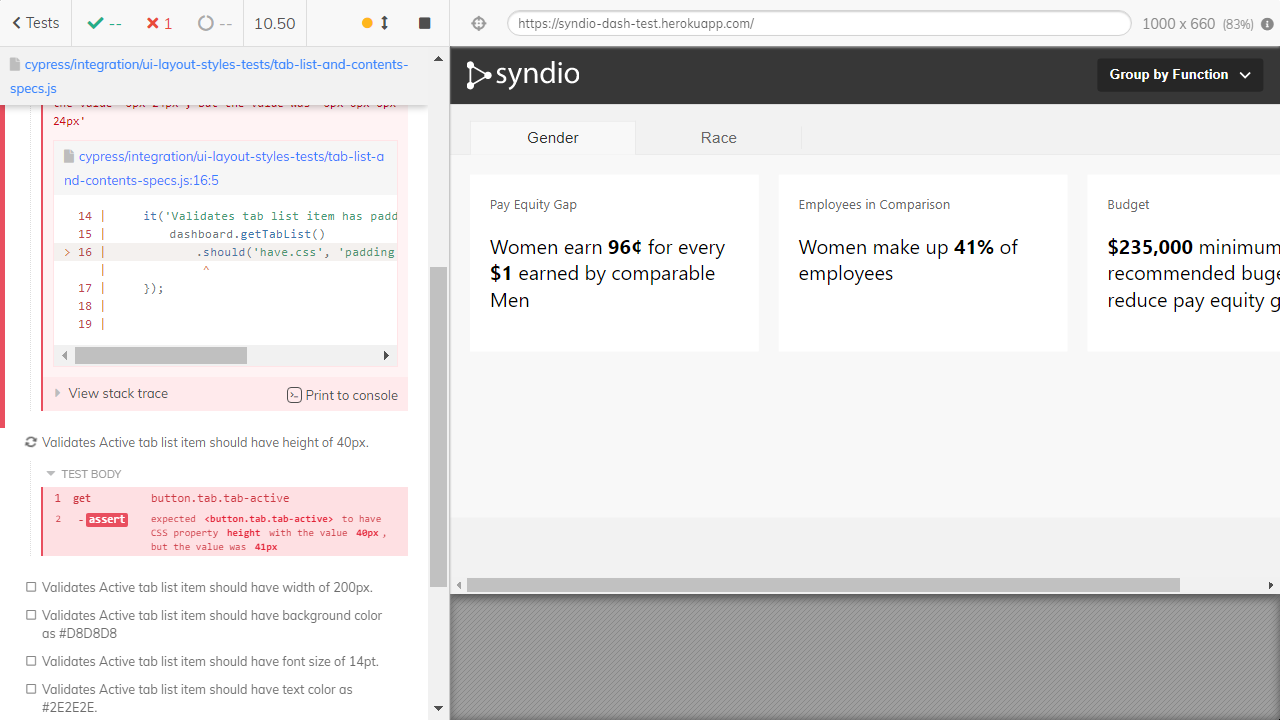 Tests
--
1
--
10.50
https://syndio-dash-test.herokuapp.com/
1000 x 660 (83%)
cypress/integration/ui-layout-styles-tests/tab-list-and-contents-
specs.js
24px'
cypress/integration/ui-layout-styles-tests/tab-list-a
nd-contents-specs.js:16:5
14 | it('Validates tab list item has padd
15 | dashboard.getTabList()
> 16 | .should('have.css', 'padding
| ^
17 | });
18 |
19 |
View stack trace
Print to console
Validates Active tab list item should have height of 40px.
TEST BODY
1 get button.tab.tab-active
2 -assert expected <button.tab.tab-active> to have
CSS property height with the value 40px,
but the value was 41px
Validates Active tab list item should have width of 200px.
Validates Active tab list item should have background color
as #D8D8D8
Validates Active tab list item should have font size of 14pt.
Validates Active tab list item should have text color as
#2E2E2E.
syndio
Group by Function
Gender
Race
Pay Equity Gap
Women earn 96¢ for every
$1 earned by comparable
Men
Employees in Comparison
Women make up 41% of
employees
Budget
$235,000 minimum
recommended buge
reduce pay equity g